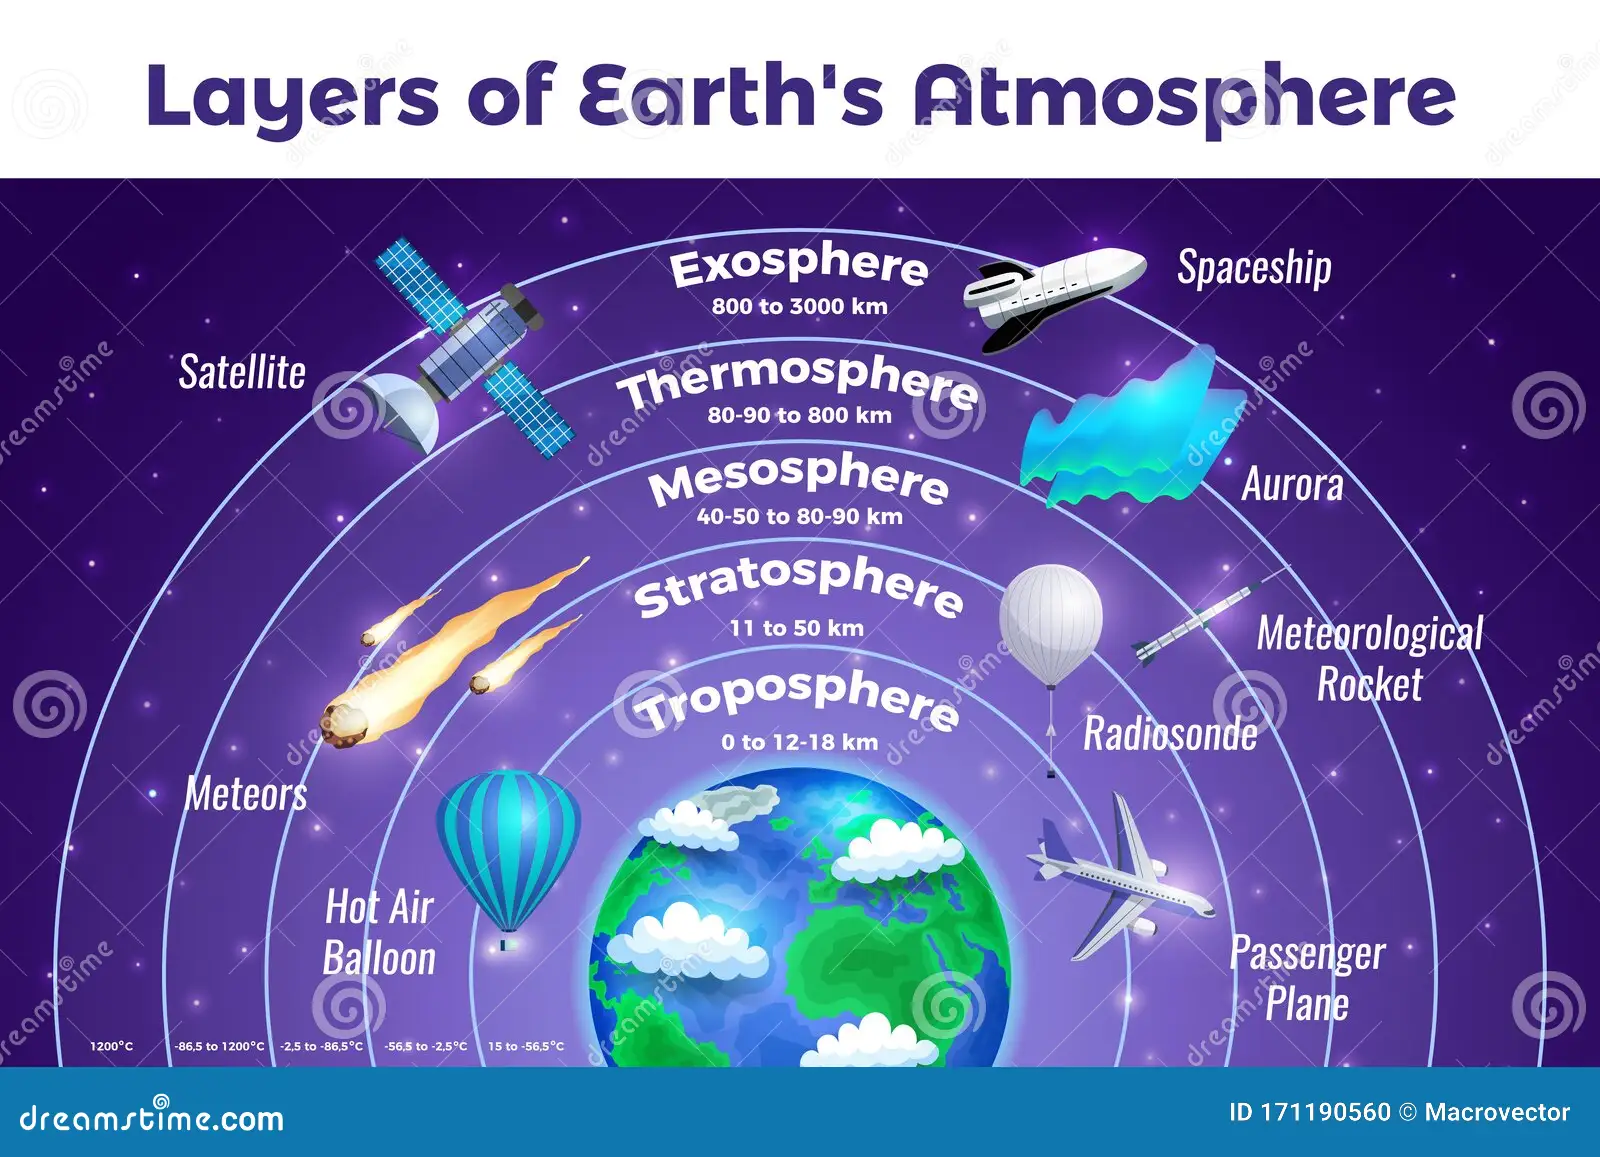 Layers of Earth's Atmosphere
Exosphere
800 to 3000 km
Spaceship
Satellite
Thermosphere
80-90 to 800 km
Aurora
Mesosphere
40-50 to 80-90 km
Stratosphere
11 to 50 km
Meteorological
Rocket
Radiosonde
Troposphere
0 to 12-18 km
Meteors
Hot Air
Balloon
Passenger
Plane
1200°C
-86,5 to 1200°C
-2,5 to -86,5°C
-56,5 to -2,5°C
15 to -56,5°C
dreamstime.com
ID 171190560 © Macrovector